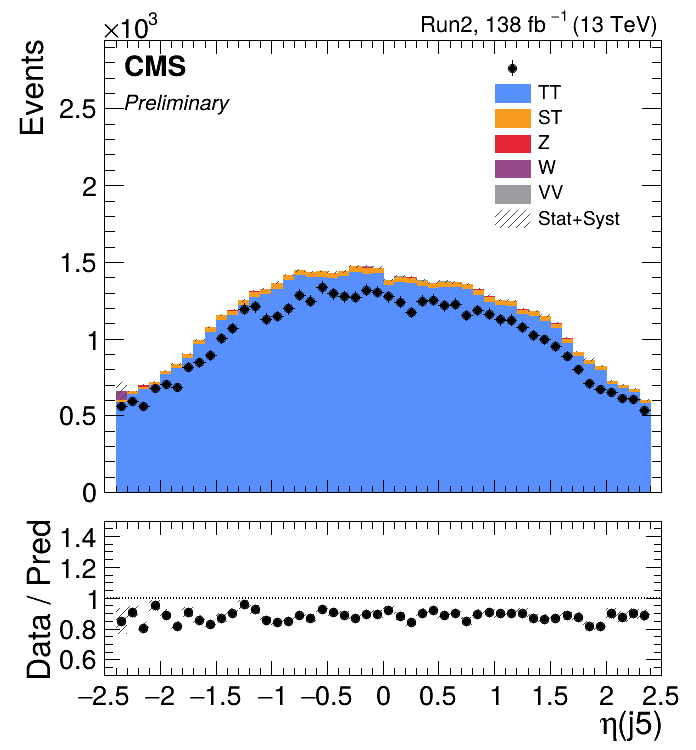 ×10³
Run2, 138 fb⁻¹ (13 TeV)
CMS
Preliminary
TT
ST
Z
W
VV
Stat+Syst
Events
2.5
2
1.5
1
0.5
0
Data / Pred
1.4
1.2
1
0.8
0.6
−2.5 −2 −1.5 −1 −0.5 0 0.5 1 1.5 2 2.5
η(j5)